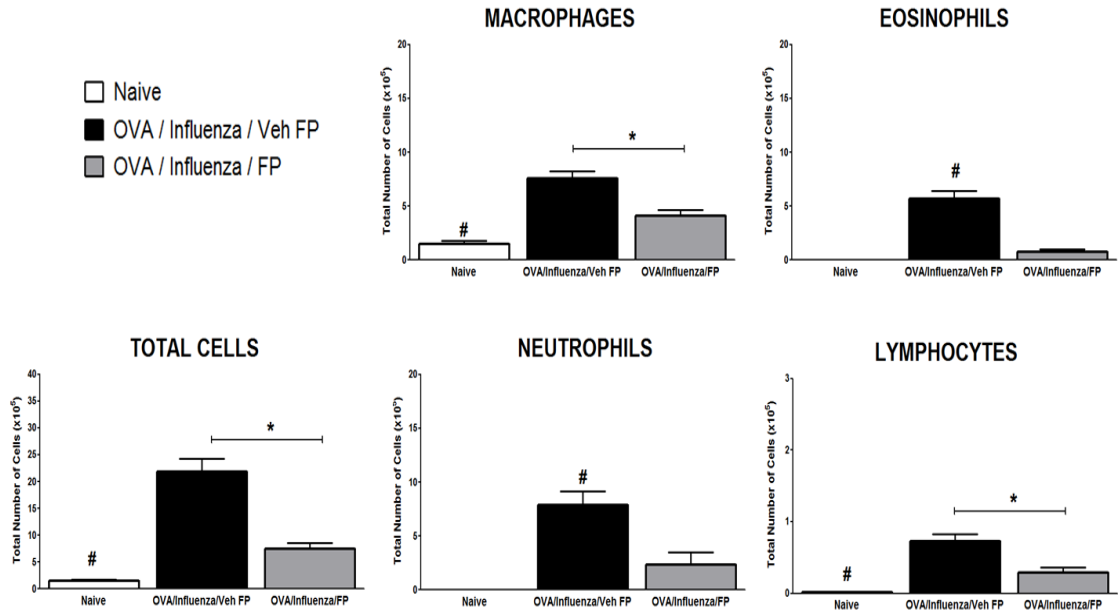 MACROPHAGES
EOSINOPHILS
Naive
OVA / Influenza / Veh FP
OVA / Influenza / FP
Total Number of Cells (x10⁵)
20
15
10
5
0
*
#
Naive
OVA/Influenza/Veh FP
OVA/Influenza/FP
Total Number of Cells (x10⁵)
20
15
10
5
0
#
Naive
OVA/Influenza/Veh FP
OVA/Influenza/FP
TOTAL CELLS
NEUTROPHILS
LYMPHOCYTES
Total Number of Cells (x10⁵)
40
35
30
25
20
15
10
5
0
*
#
Naive
OVA/Influenza/Veh FP
OVA/Influenza/FP
Total Number of Cells (x10⁵)
20
15
10
5
0
#
Naive
OVA/Influenza/Veh FP
OVA/Influenza/FP
Total Number of Cells (x10⁵)
3
2
1
0
*
#
Naive
OVA/Influenza/Veh FP
OVA/Influenza/FP